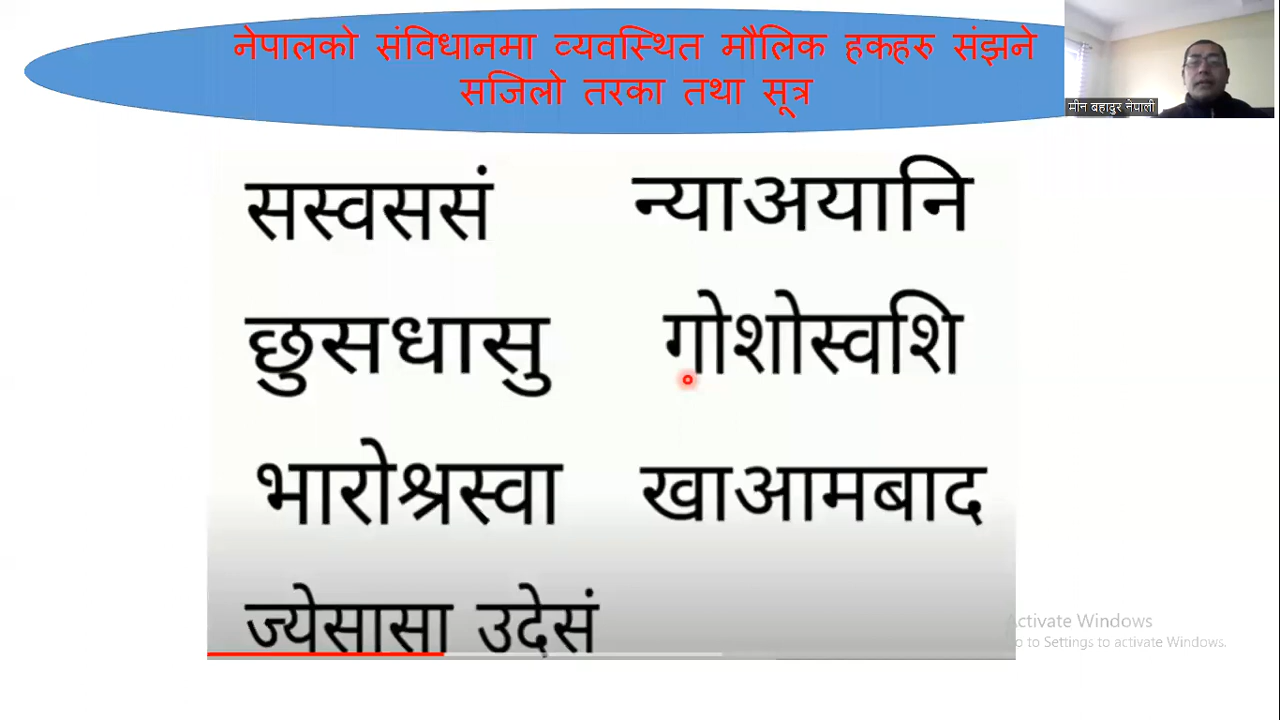 नेपालको संविधानमा व्यवस्थित मौलिक हकहरु संझने
सजिलो तरका तथा सूत्र
मीन बहादुर नेपाली
सस्वससं न्याअयानि
छुसधासु गोशोस्वशि
भारोश्रस्वा खाआमबाद
ज्येसासा उदेसं
Activate Windows
o to Settings to activate Windows.